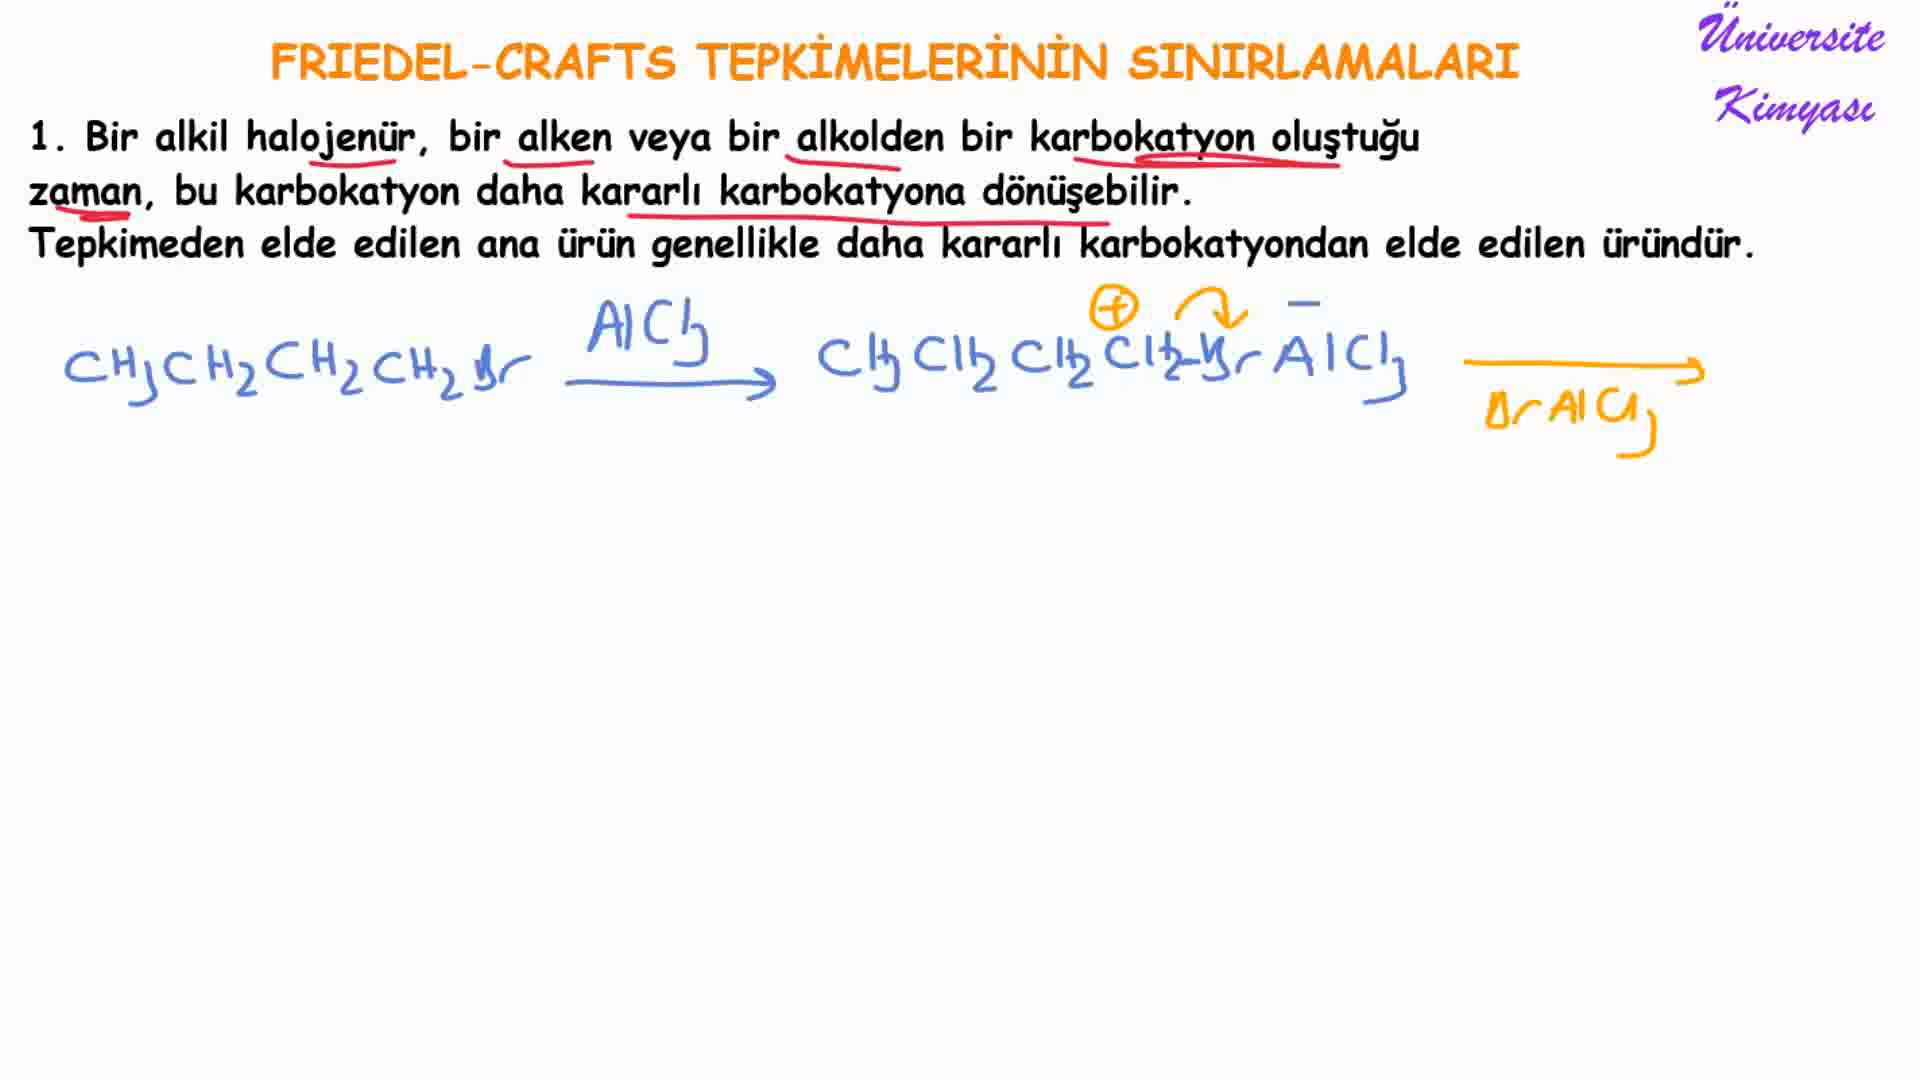 FRIEDEL-CRAFTS TEPKİMELERİNİN SINIRLAMALARI
Üniversite
Kimyası
1. Bir alkil halojenür, bir alken veya bir alkolden bir karbokatyon oluştuğu
zaman, bu karbokatyon daha kararlı karbokatyona dönüşebilir.
Tepkimeden elde edilen ana ürün genellikle daha kararlı karbokatyondan elde edilen üründür.
CH3CH2CH2CH2Br AlCl3 CH3CH2CH2CH2-BrAlCl3
+ −
BrAlCl3